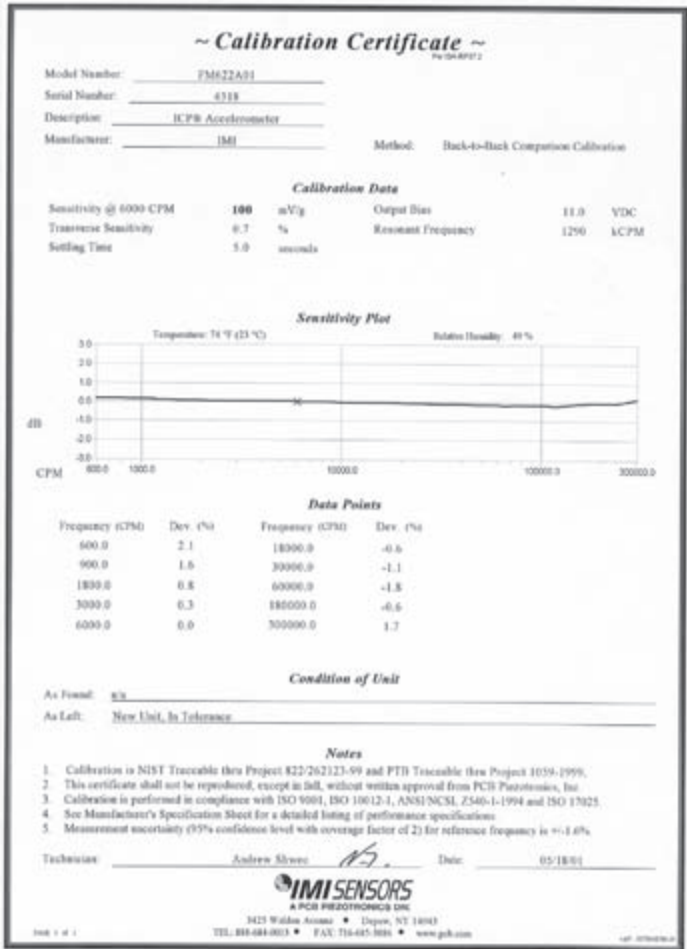 ~ Calibration Certificate ~
Per ISA-RP37.2
Model Number: FM622A01
Serial Number: 4318
Description: ICP® Accelerometer
Manufacturer: IMI
Method: Back-to-Back Comparison Calibration
Calibration Data
Sensitivity @ 6000 CPM 100 mV/g Output Bias 11.0 VDC
Transverse Sensitivity 0.7 % Resonant Frequency 1290 kCPM
Settling Time 5.0 seconds
Sensitivity Plot
Temperature: 74 °F (23 °C) Relative Humidity: 49 %
3.0
2.0
1.0
0.0
dB
-1.0
-2.0
-3.0
CPM 600.0 1000.0 10000.0 100000.0 300000.0
Data Points
Frequency (CPM) Dev. (%) Frequency (CPM) Dev. (%)
600.0 2.1 18000.0 -0.6
900.0 1.6 30000.0 -1.1
1800.0 0.8 60000.0 -1.8
3000.0 0.3 180000.0 -0.6
6000.0 0.0 300000.0 1.7
Condition of Unit
As Found: n/a
As Left: New Unit, In Tolerance
Notes
1. Calibration is NIST Traceable thru Project 822/262123-99 and PTB Traceable thru Project 1059-1999.
2. This certificate shall not be reproduced, except in full, without written approval from PCB Piezotronics, Inc
3. Calibration is performed in compliance with ISO 9001, ISO 10012-1, ANSI/NCSL Z540-1-1994 and ISO 17025.
4. See Manufacturer's Specification Sheet for a detailed listing of performance specifications
5. Measurement uncertainty (95% confidence level with coverage factor of 2) for reference frequency is +/-1.6%
Technician: Andrew Shwec Date: 05/18/01
IMI SENSORS
A PCB PIEZOTRONICS DIV.
3425 Walden Avenue • Depew, NY 14043
TEL: 888-684-0013 • FAX: 716-685-3886 • www.pcb.com
PAGE 1 of 1